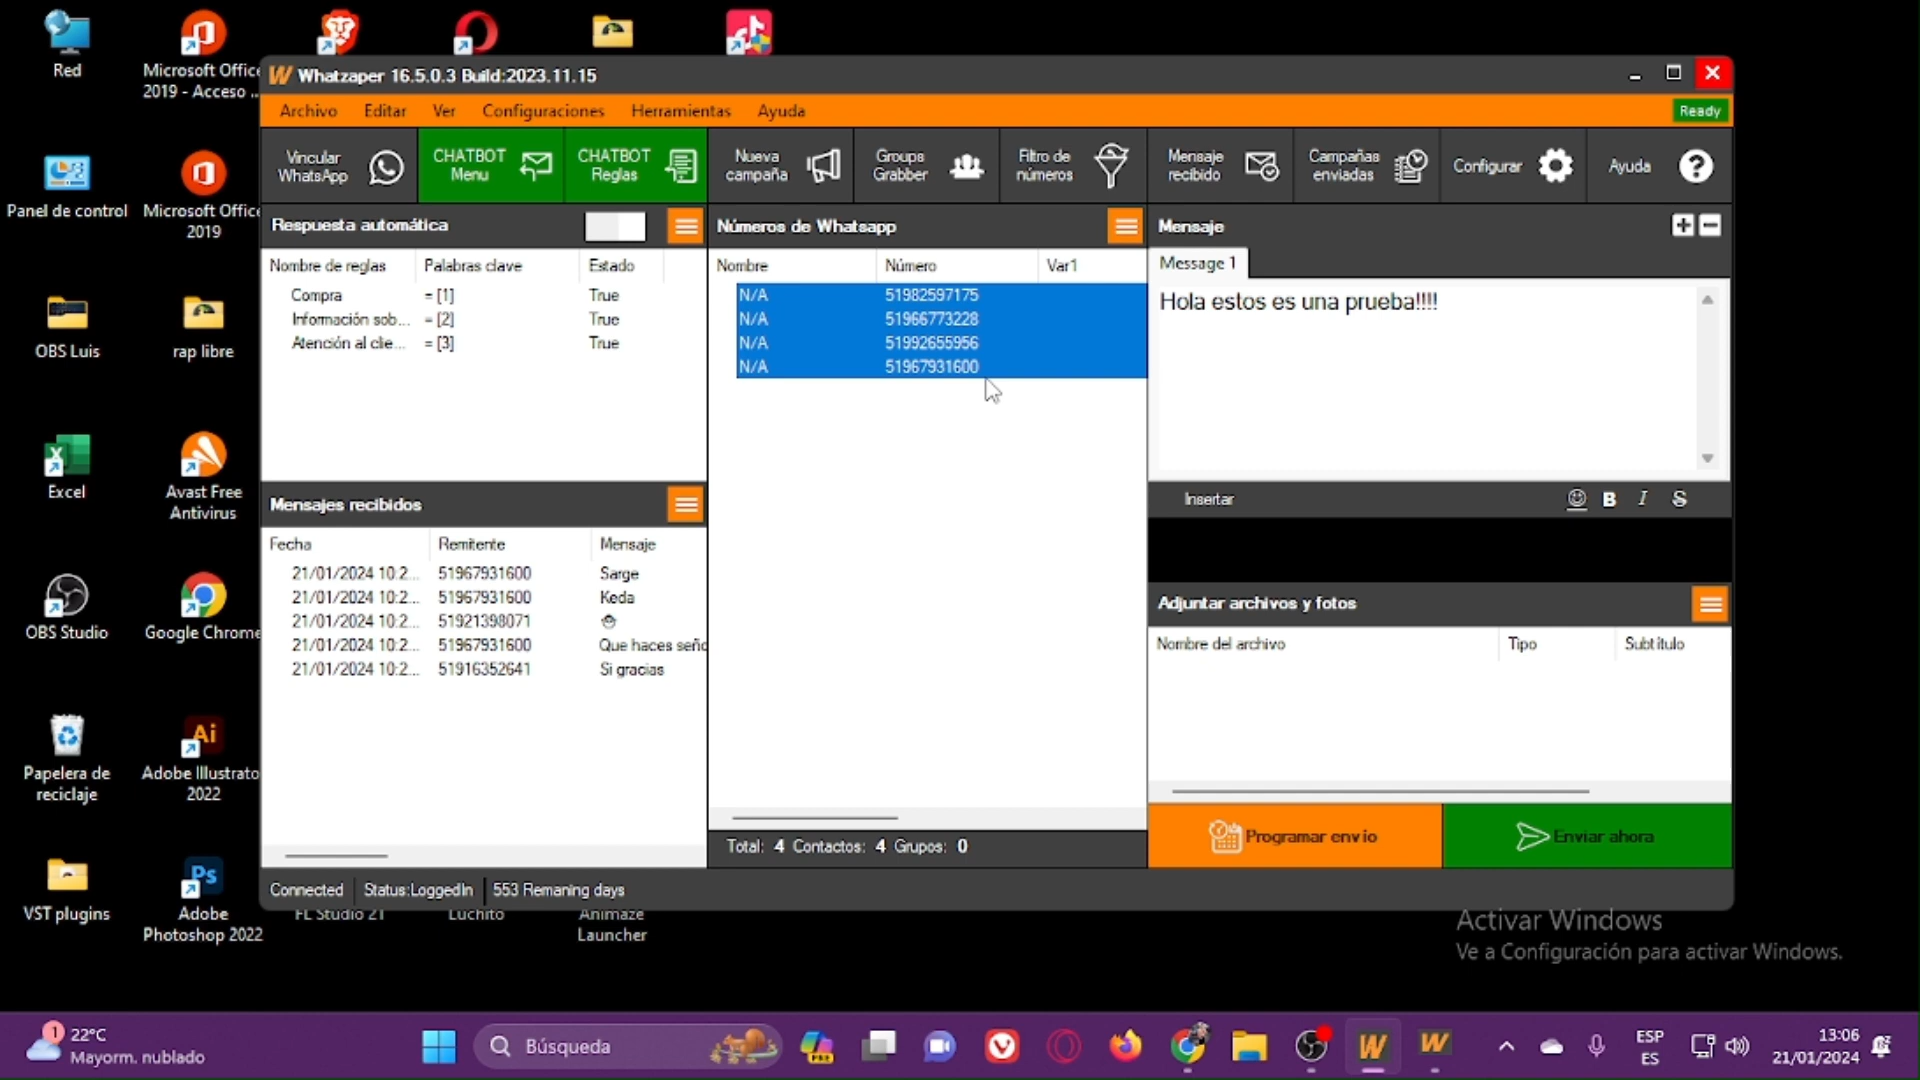 Red
Microsoft Office
2019 - Acceso ...
Panel de control
Microsoft Office
2019
OBS Luis
rap libre
Excel
Avast Free
Antivirus
OBS Studio
Google Chrome
Papelera de
reciclaje
Adobe Illustrato
2022
VST plugins
Adobe
Photoshop 2022
FL Studio 21
Luchito
Animaze
Launcher
Whatzaper 16.5.0.3 Build:2023.11.15
Archivo Editar Ver Configuraciones Herramientas Ayuda
Ready
Vincular
WhatsApp
CHATBOT
Menu
CHATBOT
Reglas
Nueva
campaña
Groups
Grabber
Filtro de
números
Mensaje
recibido
Campañas
enviadas
Configurar
Ayuda
Respuesta automática
Nombre de reglas Palabras clave Estado
Compra = [1] True
Información sob... = [2] True
Atención al clie... = [3] True
Mensajes recibidos
Fecha Remitente Mensaje
21/01/2024 10:2... 51967931600 Sarge
21/01/2024 10:2... 51967931600 Keda
21/01/2024 10:2... 51921398071
21/01/2024 10:2... 51967931600 Que haces seño
21/01/2024 10:2... 51916352641 Si gracias
Números de Whatsapp
Nombre Número Var1
N/A 51982597175
N/A 51966773228
N/A 51992655956
N/A 51967931600
Total: 4 Contactos: 4 Grupos: 0
Mensaje
Message 1
Hola estos es una prueba!!!!
Insertar B I S
Adjuntar archivos y fotos
Nombre del archivo Tipo Subtítulo
Programar envío
Enviar ahora
Connected Status:LoggedIn 553 Remaning days
Activar Windows
Ve a Configuración para activar Windows.
1
22°C
Mayorm. nublado
Búsqueda
PRE
ESP
ES
13:06
21/01/2024